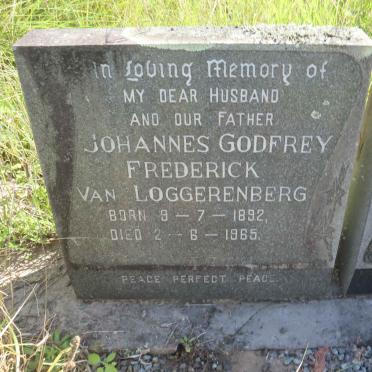 In Loving Memory of
MY DEAR HUSBAND
AND OUR FATHER
JOHANNES GODFREY
FREDERICK
VAN LOGGERENBERG
BORN 9-7-1892,
DIED 2-6-1965.
PEACE PERFECT PEACE